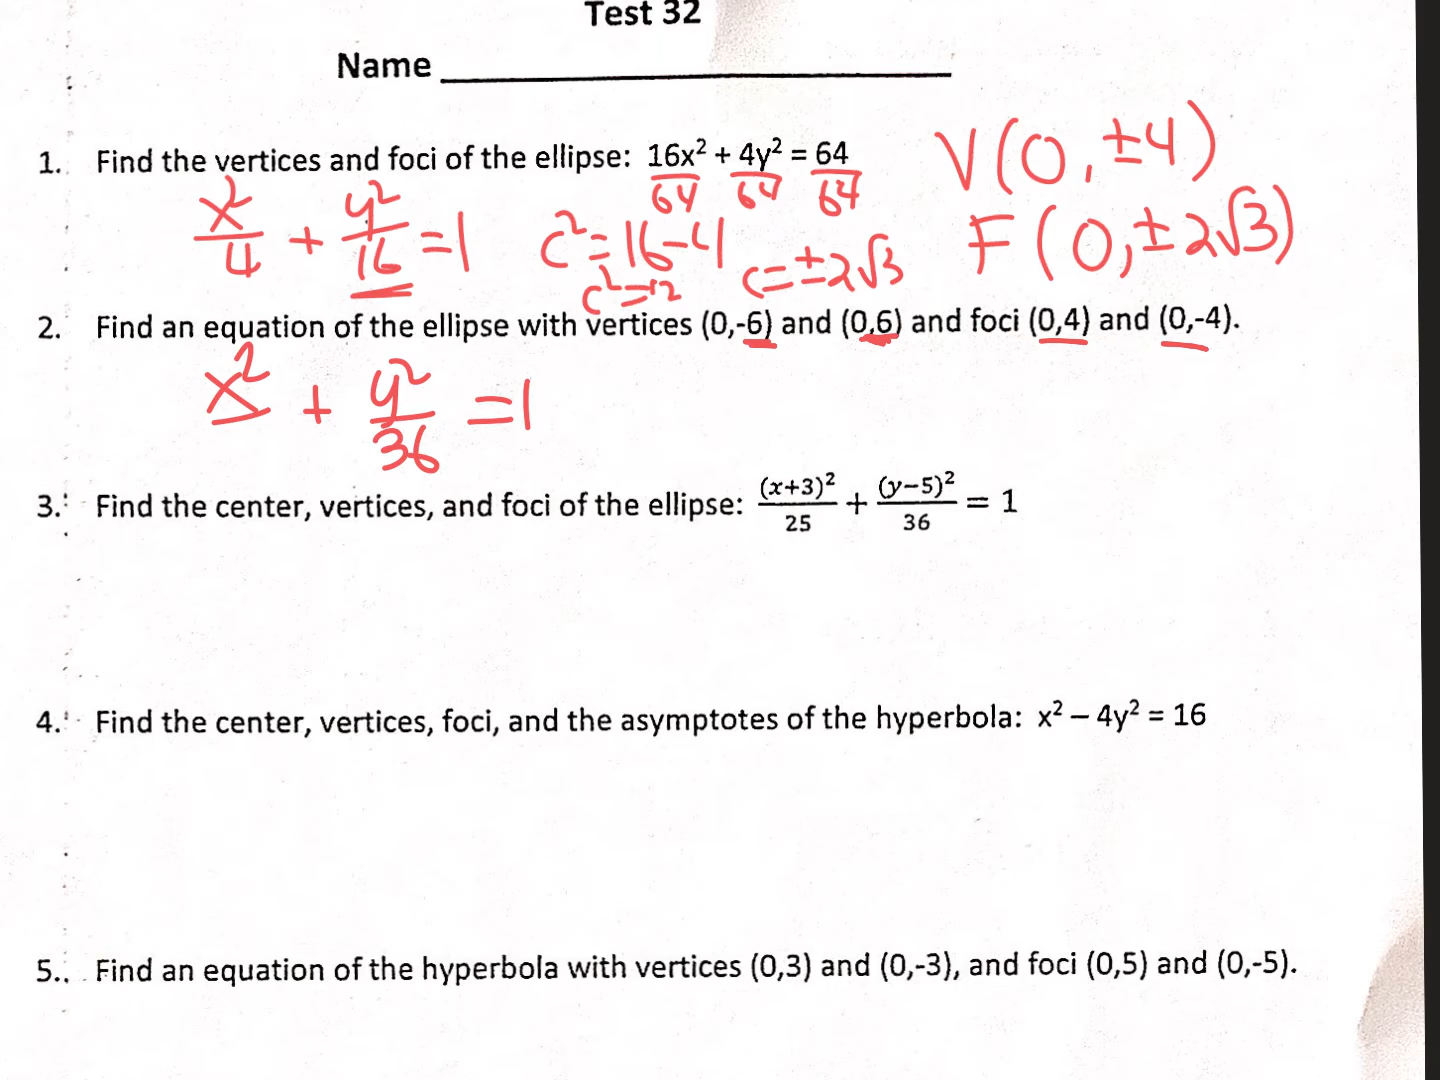 Test 32
Name
1. Find the vertices and foci of the ellipse: 16x² + 4y² = 64
64 64 64
V(0, ±4)
x²/4 + y²/16 = 1
c² = 16-4
c² = 12
c = ±2√3
F(0, ±2√3)
2. Find an equation of the ellipse with vertices (0,-6) and (0,6) and foci (0,4) and (0,-4).
x² + y²/36 = 1
3. Find the center, vertices, and foci of the ellipse: (x+3)²/25 + (y−5)²/36 = 1
4. Find the center, vertices, foci, and the asymptotes of the hyperbola: x² – 4y² = 16
5. Find an equation of the hyperbola with vertices (0,3) and (0,-3), and foci (0,5) and (0,-5).